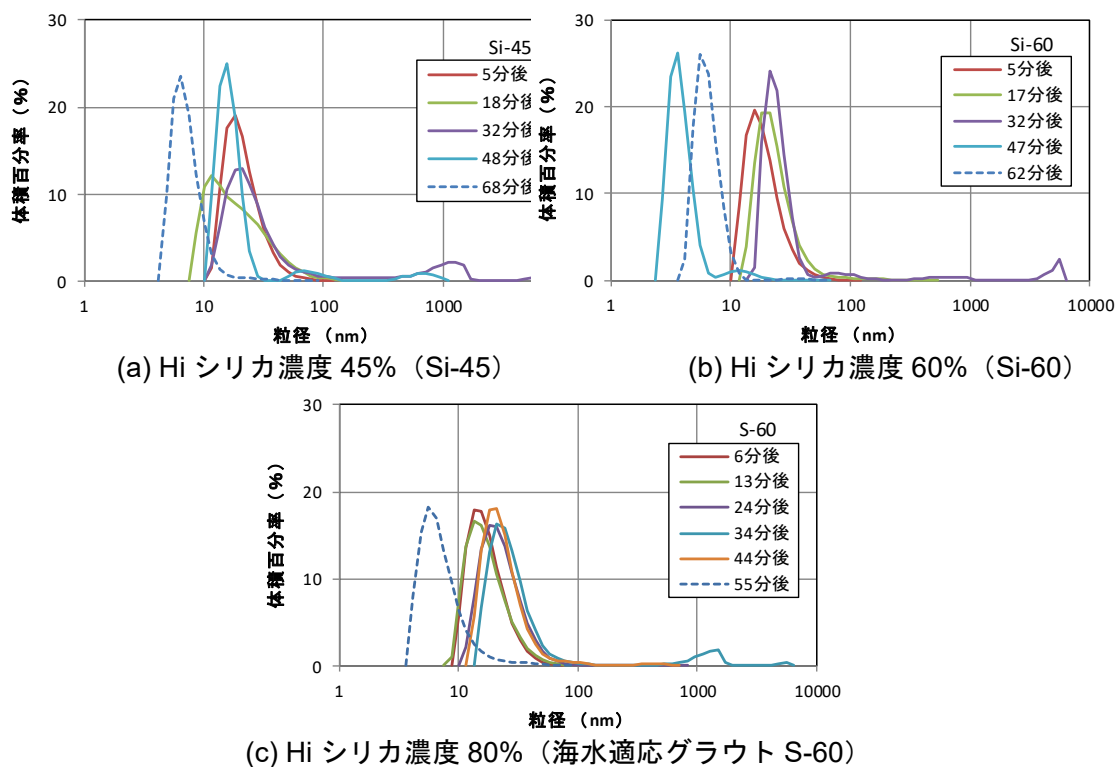 30
20
10
0
体積百分率（%）
1
10
100
1000
粒径 （nm）
Si-45
5分後
18分後
32分後
48分後
68分後
(a) Hi シリカ濃度 45%（Si-45）
30
20
10
0
体積百分率（%）
1
10
100
1000
10000
粒径 （nm）
Si-60
5分後
17分後
32分後
47分後
62分後
(b) Hi シリカ濃度 60%（Si-60）
30
20
10
0
体積百分率（%）
1
10
100
1000
10000
粒径 （nm）
S-60
6分後
13分後
24分後
34分後
44分後
55分後
(c) Hi シリカ濃度 80%（海水適応グラウト S-60）